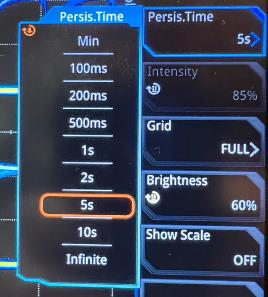 Persis.Time
Min
100ms
200ms
500ms
1s
2s
5s
10s
Infinite
Persis.Time
5s
Intensity
85%
Grid
FULL
Brightness
60%
Show Scale
OFF